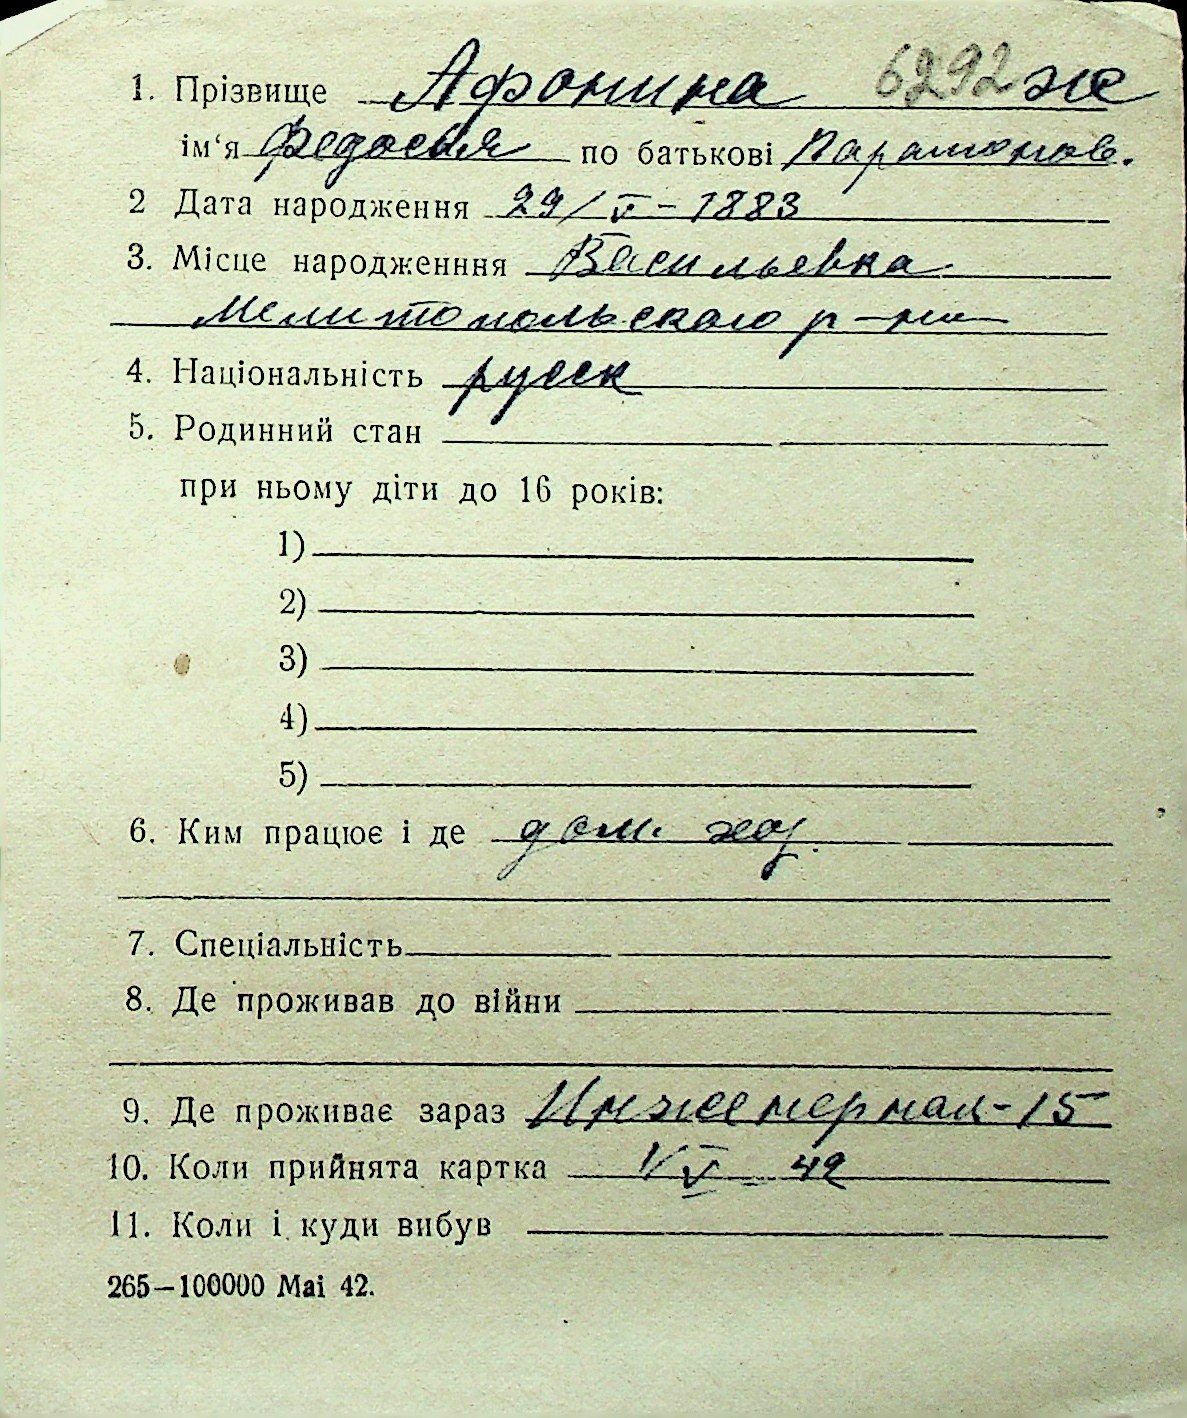 1. Прізвище Афонина 6292 же
ім‘я Федосья по батькові Парамонов.
2 Дата народження 29/V-1883
3. Місце народженння Васильевка
Мелитопольского р-на
4. Національність русск
5. Родинний стан
при ньому діти до 16 років:
1)
2)
3)
4)
5)
6. Ким працює і де дом. хоз.
7. Спеціальність
8. Де проживав до війни
9. Де проживає зараз Инженерная-15
10. Коли прийнята картка 1/V - 42
11. Коли і куди вибув
265—100000 Mai 42.